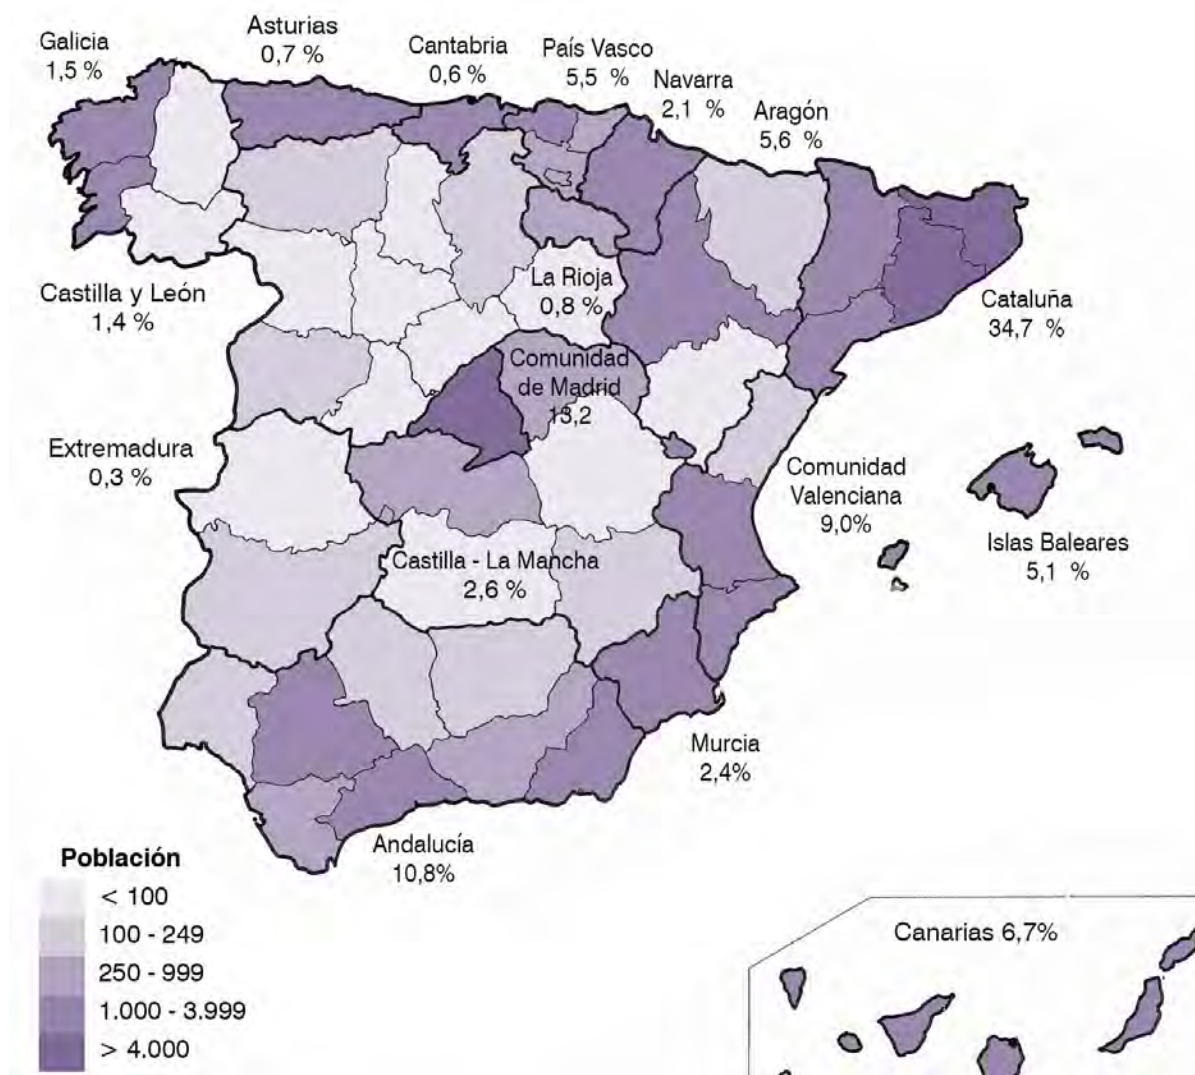 Galicia
1,5 %
Asturias
0,7 %
Cantabria
0,6 %
País Vasco
5,5 %
Navarra
2,1 %
Aragón
5,6 %
La Rioja
0,8 %
Castilla y León
1,4 %
Cataluña
34,7 %
Comunidad
de Madrid
13,2
Extremadura
0,3 %
Comunidad
Valenciana
9,0%
Islas Baleares
5,1 %
Castilla - La Mancha
2,6 %
Murcia
2,4%
Andalucía
10,8%
Canarias 6,7%
Población
< 100
100 - 249
250 - 999
1.000 - 3.999
> 4.000